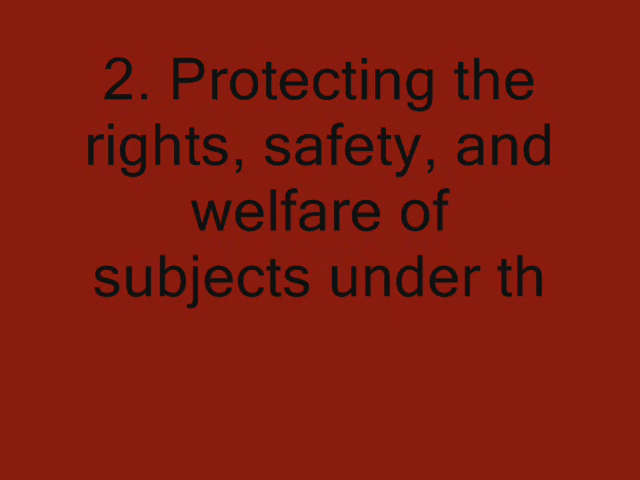 2. Protecting the
rights, safety, and
welfare of
subjects under th